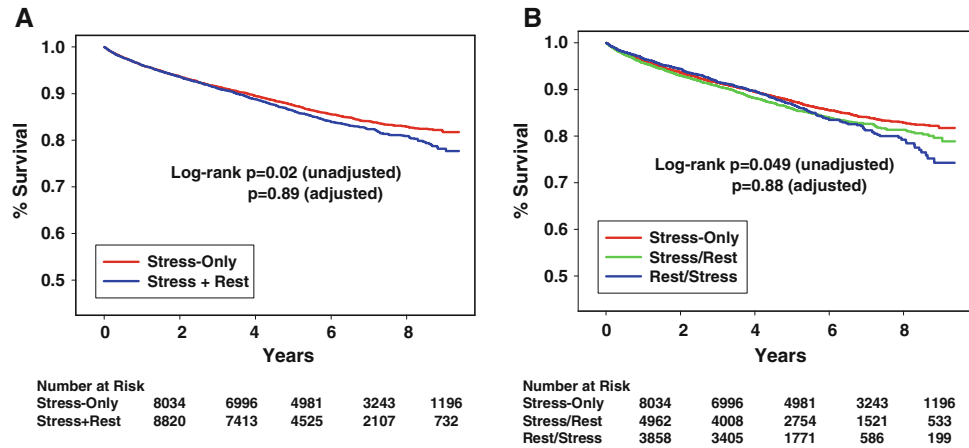 A
% Survival
1.0
0.9
0.8
0.7
0.6
0.5
Log-rank p=0.02 (unadjusted)
p=0.89 (adjusted)
Stress-Only
Stress + Rest
0 2 4 6 8
Years
Number at Risk
Stress-Only 8034 6996 4981 3243 1196
Stress+Rest 8820 7413 4525 2107 732
B
% Survival
1.0
0.9
0.8
0.7
0.6
0.5
Log-rank p=0.049 (unadjusted)
p=0.88 (adjusted)
Stress-Only
Stress/Rest
Rest/Stress
0 2 4 6 8
Years
Number at Risk
Stress-Only 8034 6996 4981 3243 1196
Stress/Rest 4962 4008 2754 1521 533
Rest/Stress 3858 3405 1771 586 199